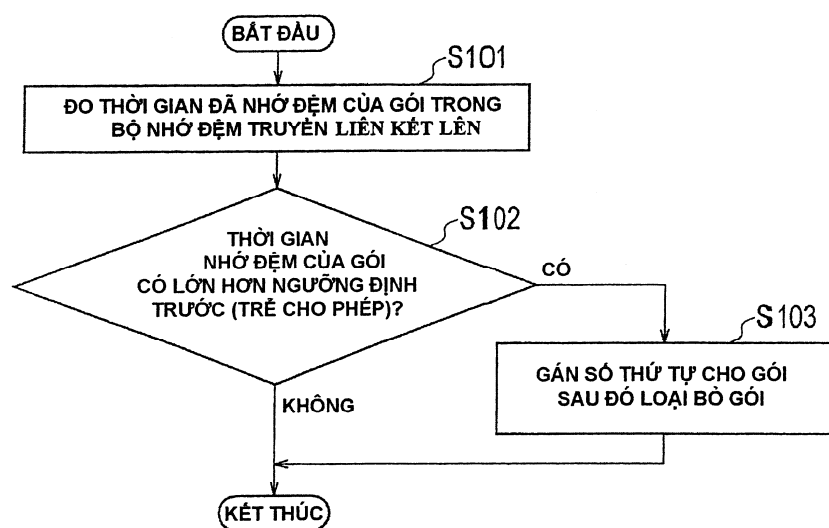 BẮT ĐẦU
S101
ĐO THỜI GIAN ĐÃ NHỚ ĐỆM CỦA GÓI TRONG
BỘ NHỚ ĐỆM TRUYỀN LIÊN KẾT LÊN
S102
THỜI GIAN
NHỚ ĐỆM CỦA GÓI
CÓ LỚN HƠN NGƯỠNG ĐỊNH
TRƯỚC (TRỄ CHO PHÉP)?
CÓ
S103
GÁN SỐ THỨ TỰ CHO GÓI
SAU ĐÓ LOẠI BỎ GÓI
KHÔNG
KẾT THÚC